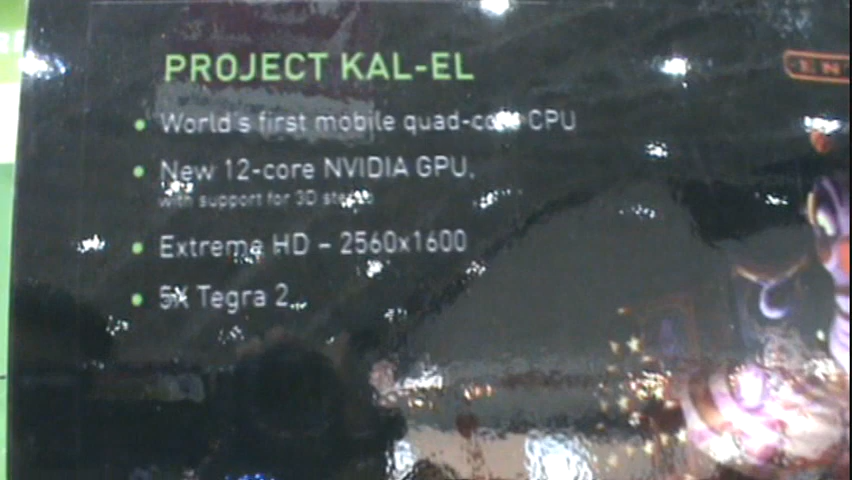 PROJECT KAL-EL
• World's first mobile quad-core CPU
• New 12-core NVIDIA GPU,
with support for 3D stereo
• Extreme HD – 2560x1600
• 5X Tegra 2